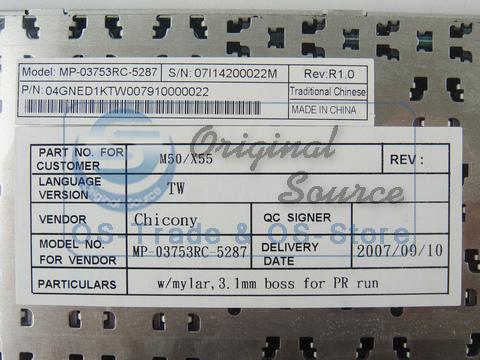 Model: MP-03753RC-5287 S/N: 07I14200022M Rev:R1.0
P/N: 04GNED1KTW007910000022 Traditional Chinese
MADE IN CHINA
PART NO. FOR CUSTOMER M50/X55 REV :
LANGUAGE VERSION TW
VENDOR Chicony QC SIGNER
MODEL NO. FOR VENDOR MP-03753RC-5287 DELIVERY DATE 2007/09/10
PARTICULARS w/mylar,3.1mm boss for PR run
Original Source
OS-Trade & OS-Store